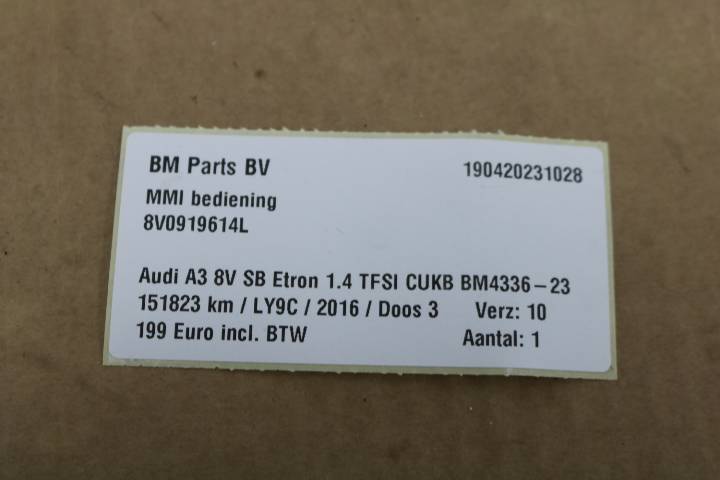 BM Parts BV 190420231028
MMI bediening
8V0919614L
Audi A3 8V SB Etron 1.4 TFSI CUKB BM4336-23
151823 km / LY9C / 2016 / Doos 3 Verz: 10
199 Euro incl. BTW Aantal: 1